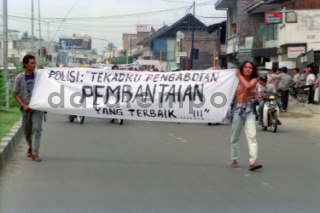 POLISI: "TEKADKU PENGABDIAN
PEMBANTAIAN
YANG TERBAIK....!!!"